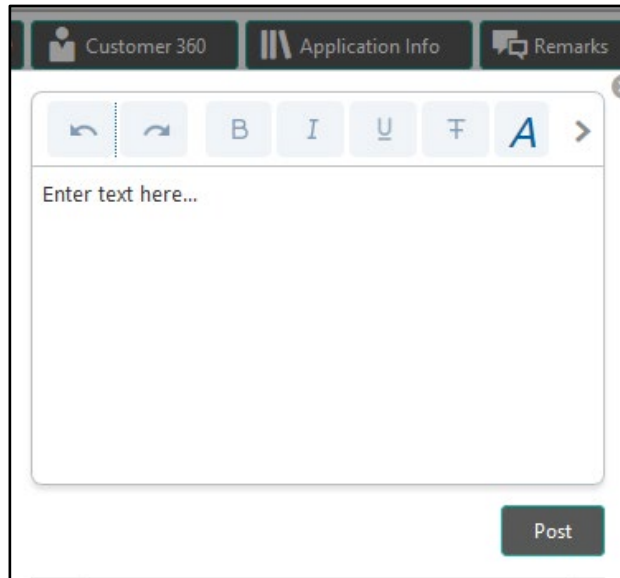 Customer 360 Application Info Remarks
B I U T A
Enter text here...
Post